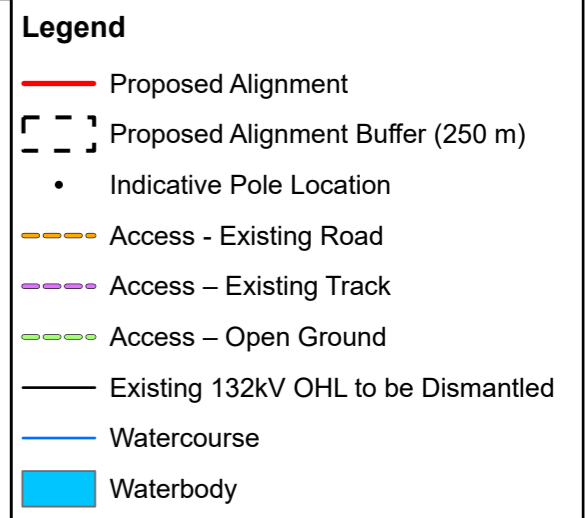 Legend
Proposed Alignment
Proposed Alignment Buffer (250 m)
Indicative Pole Location
Access - Existing Road
Access – Existing Track
Access – Open Ground
Existing 132kV OHL to be Dismantled
Watercourse
Waterbody